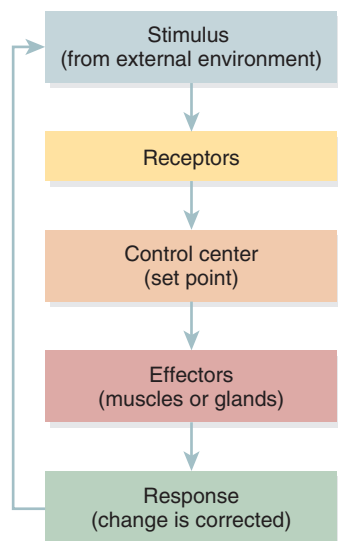 Stimulus
(from external environment)
Receptors
Control center
(set point)
Effectors
(muscles or glands)
Response
(change is corrected)